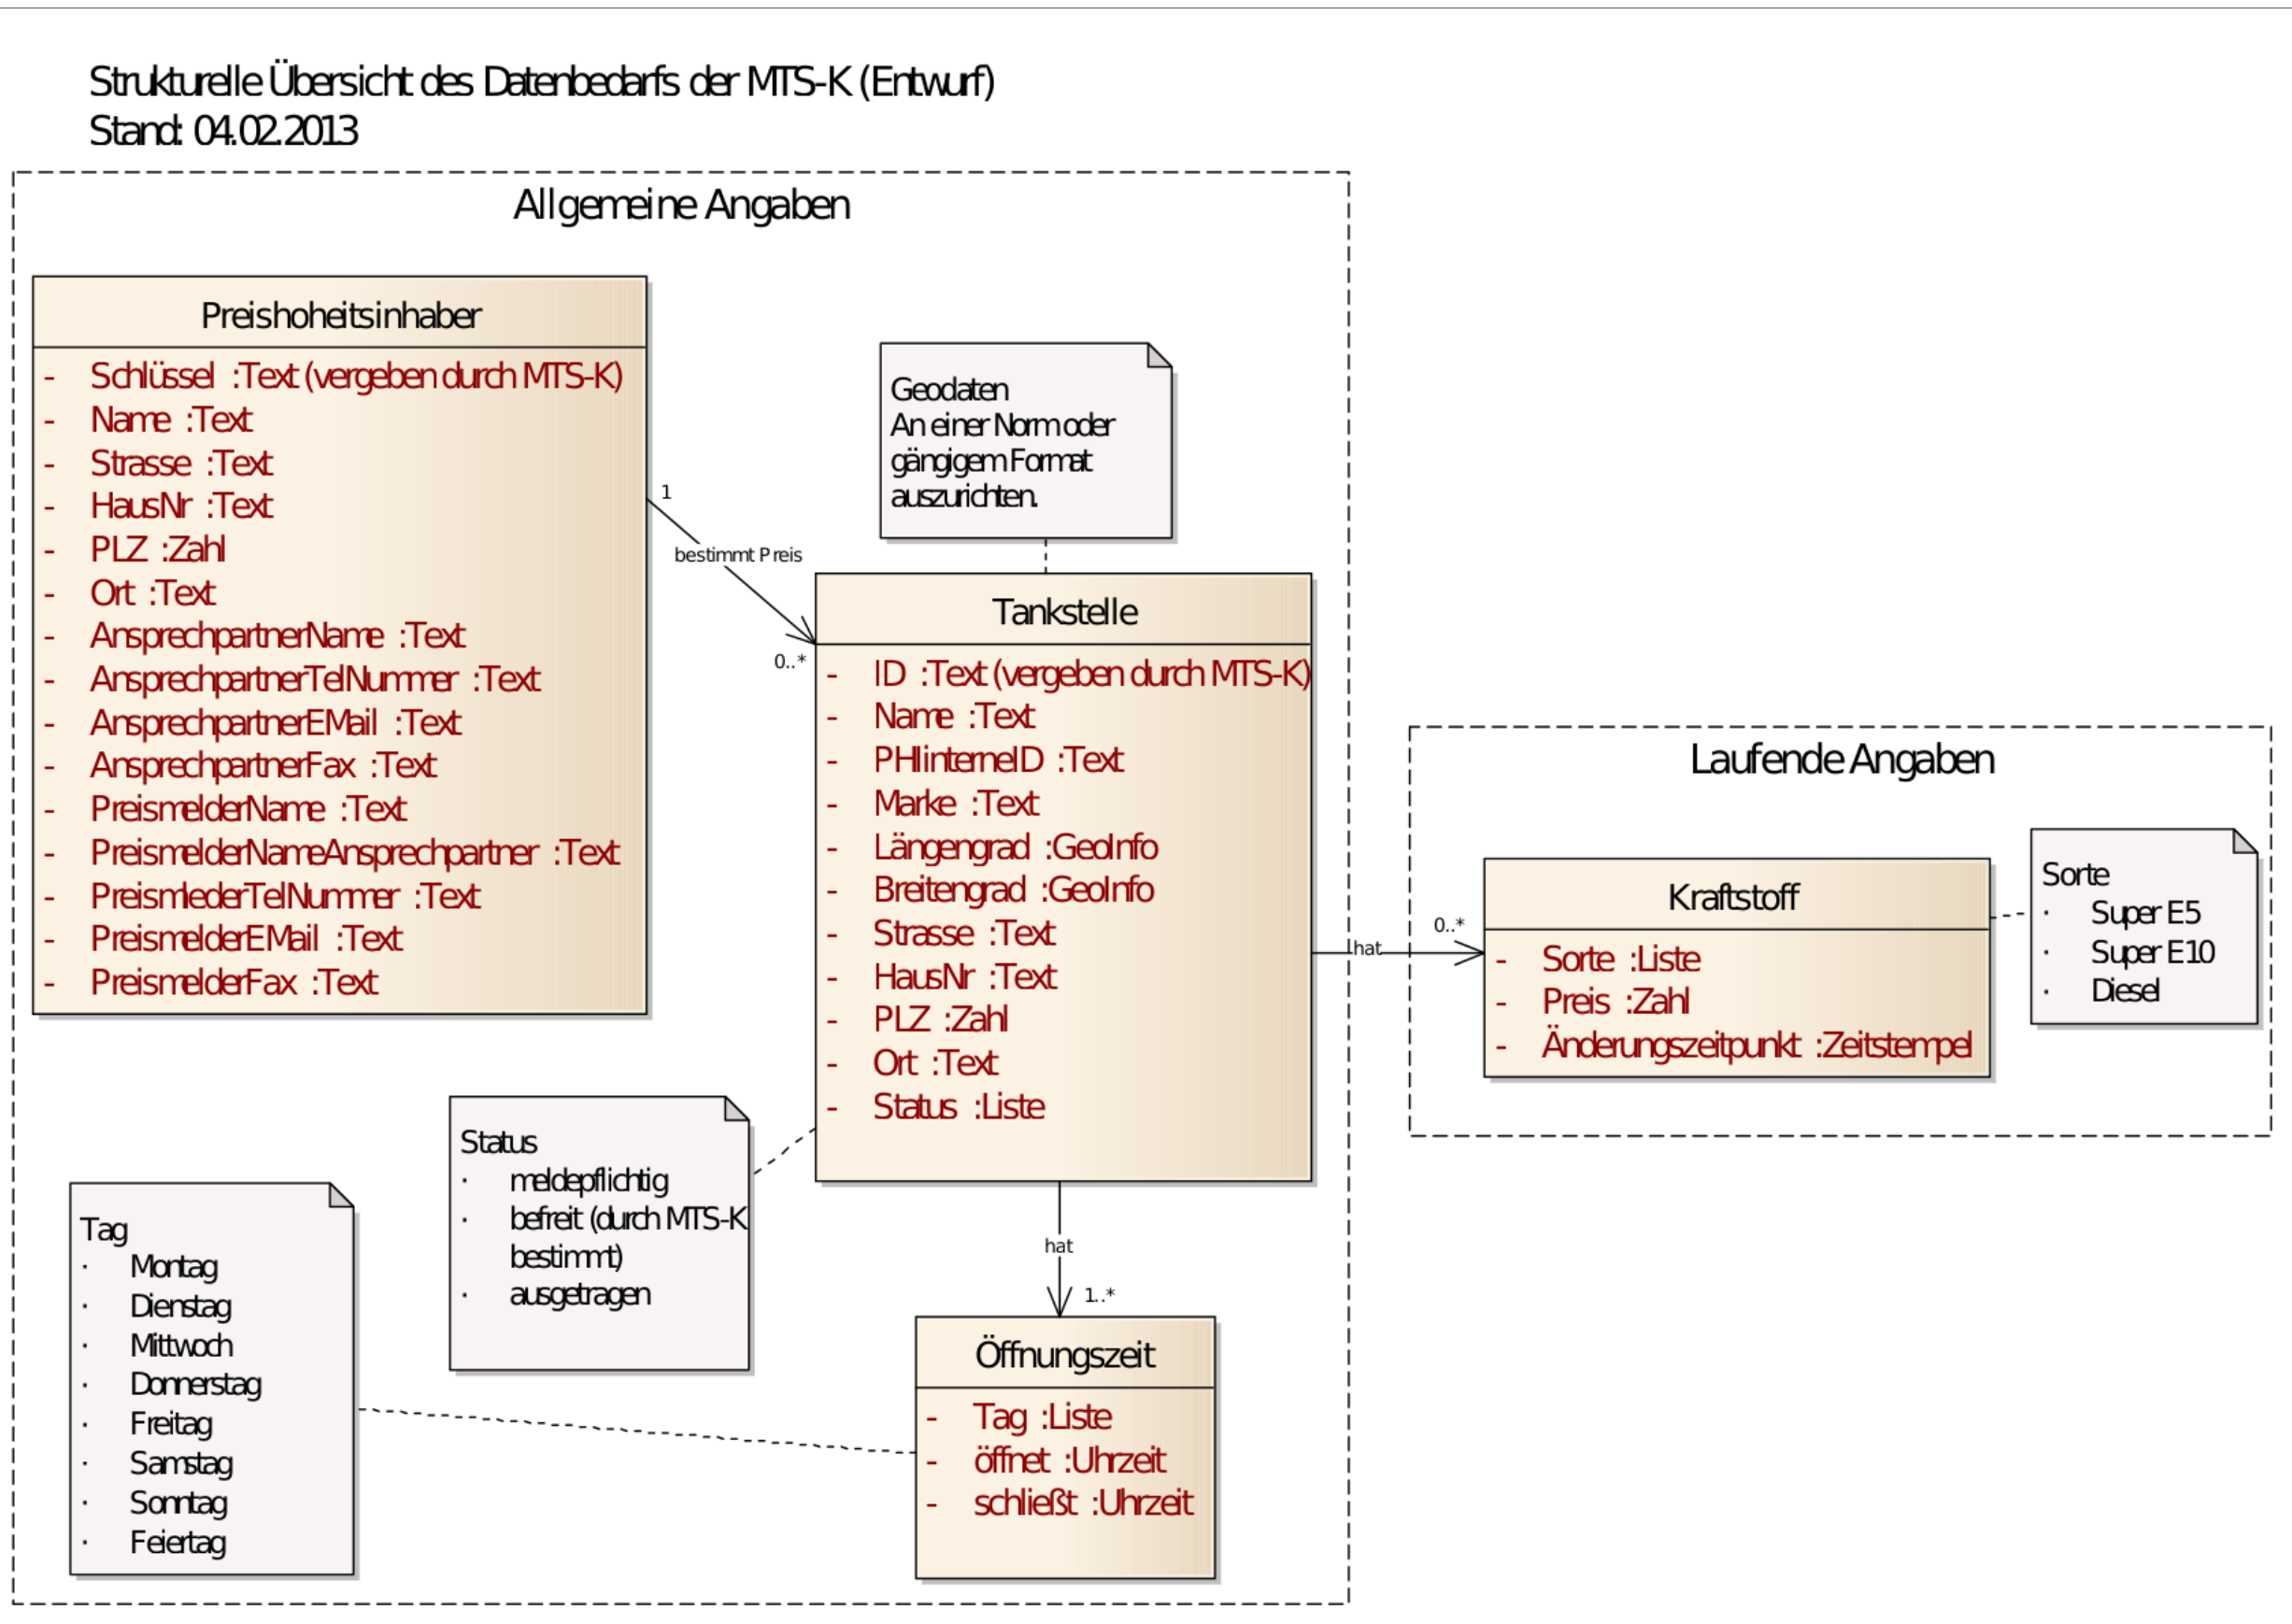 Strukturelle Übersicht des Datenbedarfs der MTS-K (Entwurf)
Stand: 04.02.2013
Allgemeine Angaben
Preishoheitsinhaber
- Schlüssel :Text (vergeben durch MTS-K)
- Name :Text
- Strasse :Text
- HausNr :Text
- PLZ :Zahl
- Ort :Text
- AnsprechpartnerName :Text
- AnsprechpartnerTelNummer :Text
- AnsprechpartnerEMail :Text
- AnsprechpartnerFax :Text
- PreismelderName :Text
- PreismelderNameAnsprechpartner :Text
- PreismlederTelNummer :Text
- PreismelderEMail :Text
- PreismelderFax :Text
1
bestimmt Preis
0..*
Geodaten
An einer Norm oder
gängigem Format
auszurichten.
Tankstelle
- ID :Text (vergeben durch MTS-K)
- Name :Text
- PHIinterneID :Text
- Marke :Text
- Längengrad :GeoInfo
- Breitengrad :GeoInfo
- Strasse :Text
- HausNr :Text
- PLZ :Zahl
- Ort :Text
- Status :Liste
hat
0..*
Laufende Angaben
Kraftstoff
- Sorte :Liste
- Preis :Zahl
- Änderungszeitpunkt :Zeitstempel
Sorte
· Super E5
· Super E10
· Diesel
Status
· meldepflichtig
· befreit (durch MTS-K
bestimmt)
· ausgetragen
Tag
· Montag
· Dienstag
· Mittwoch
· Donnerstag
· Freitag
· Samstag
· Sonntag
· Feiertag
hat
1..*
Öffnungszeit
- Tag :Liste
- öffnet :Uhrzeit
- schließt :Uhrzeit